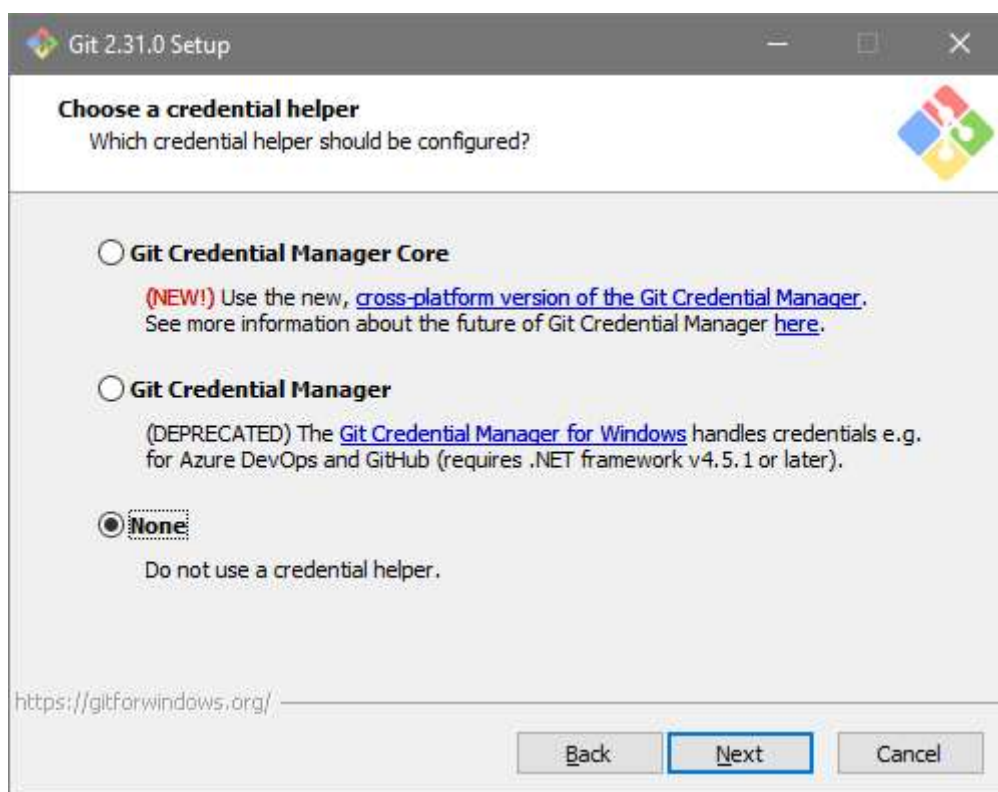 Git 2.31.0 Setup
Choose a credential helper
Which credential helper should be configured?
Git Credential Manager Core
(NEW!) Use the new, cross-platform version of the Git Credential Manager.
See more information about the future of Git Credential Manager here.
Git Credential Manager
(DEPRECATED) The Git Credential Manager for Windows handles credentials e.g.
for Azure DevOps and GitHub (requires .NET framework v4.5.1 or later).
None
Do not use a credential helper.
https://gitforwindows.org/
Back Next Cancel